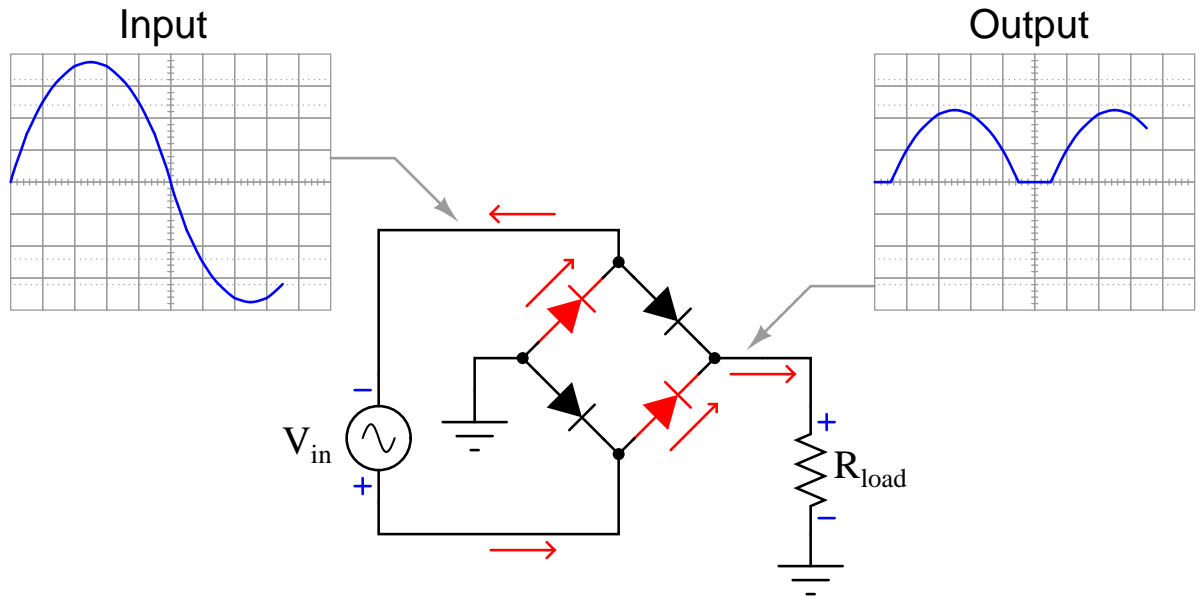 Input
Output
−
V_in
+
+
R_load
−